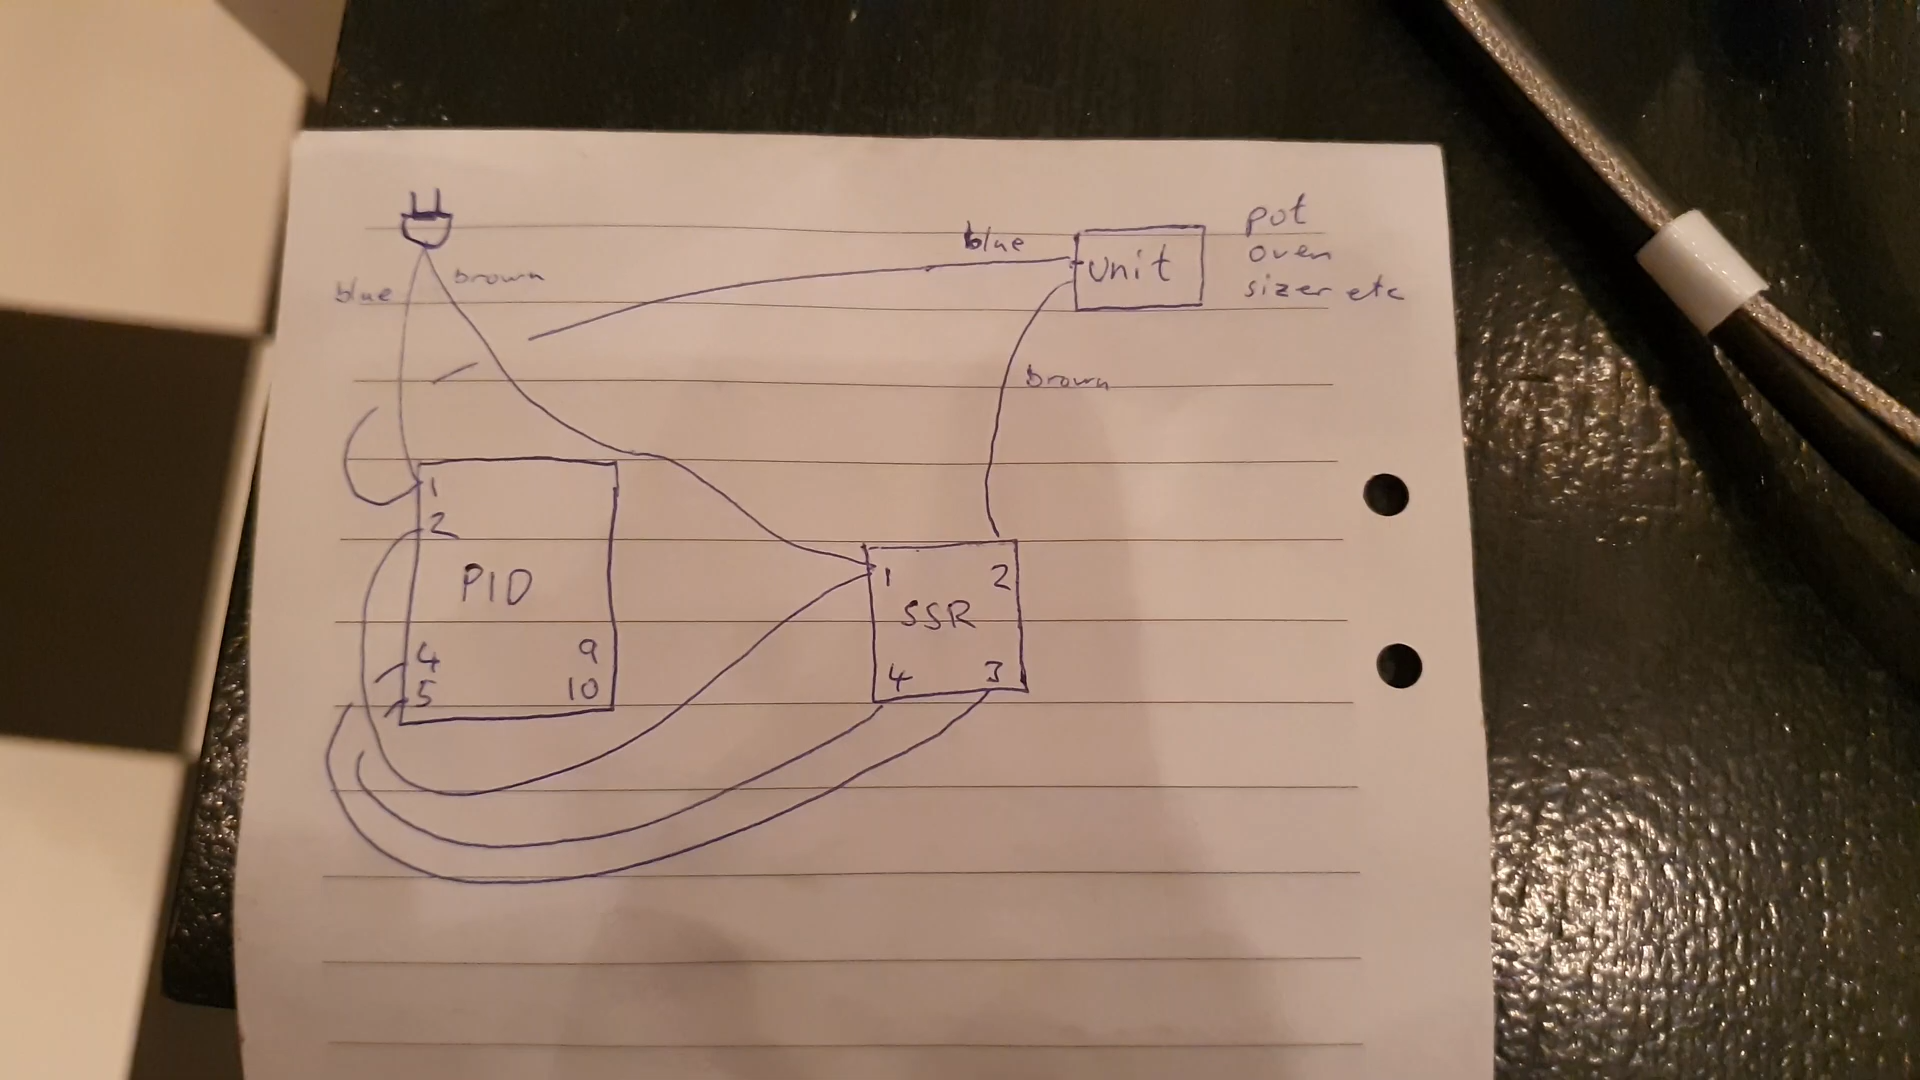 pot
blue
unit
oven
blue
brown
sizer etc
brown
1
2
PID
1 2
SSR
4 9
5 10
4 3